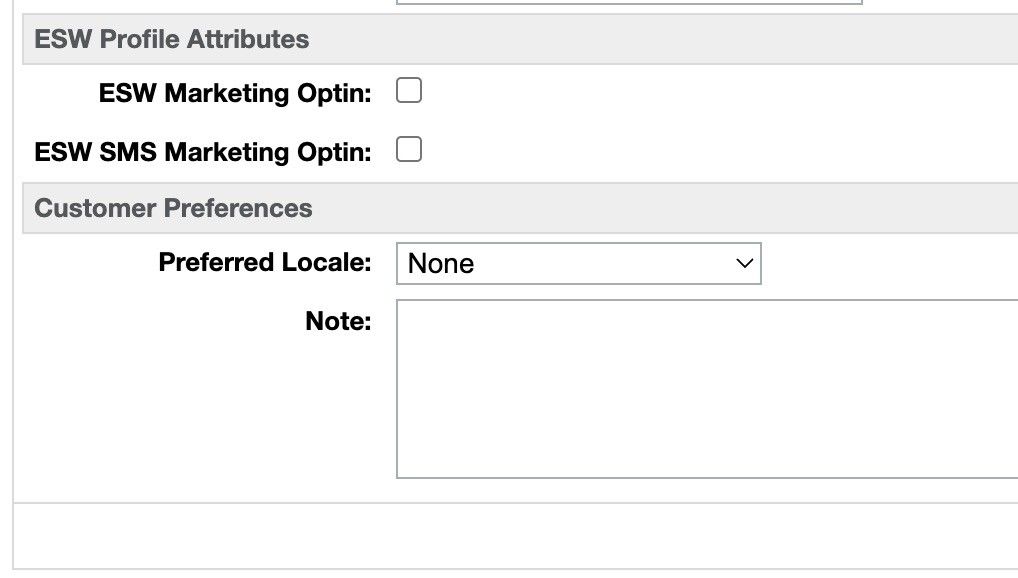 ESW Profile Attributes
ESW Marketing Optin:
ESW SMS Marketing Optin:
Customer Preferences
Preferred Locale: None
Note: